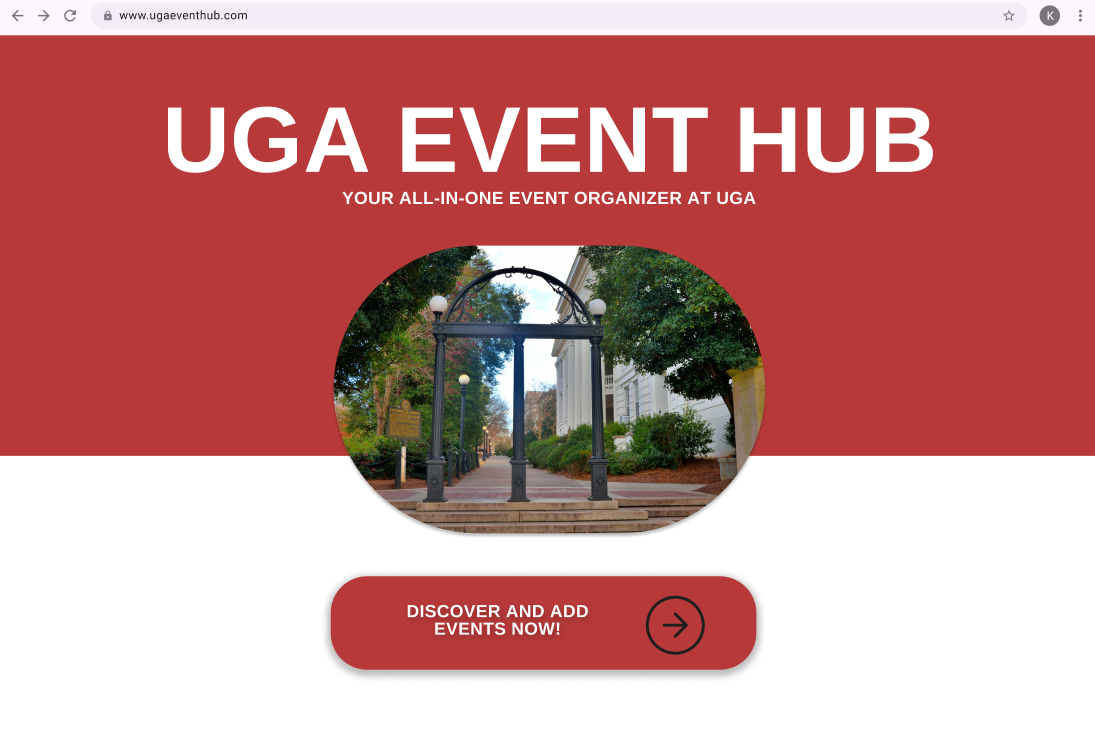 www.ugaeventhub.com
K
UGA EVENT HUB
YOUR ALL-IN-ONE EVENT ORGANIZER AT UGA
DISCOVER AND ADD
EVENTS NOW!